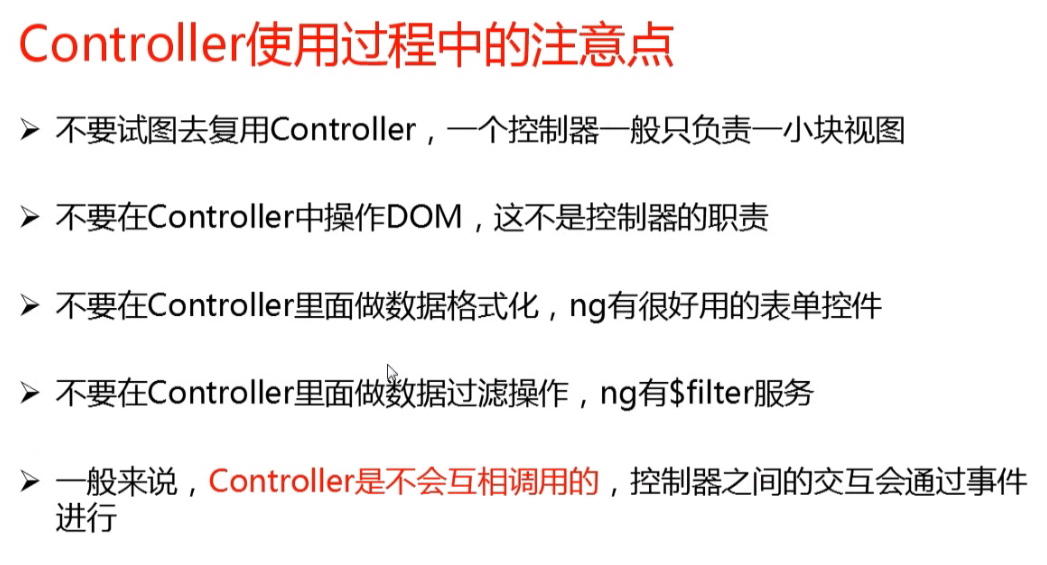 Controller使用过程中的注意点
➢ 不要试图去复用Controller，一个控制器一般只负责一小块视图
➢ 不要在Controller中操作DOM，这不是控制器的职责
➢ 不要在Controller里面做数据格式化，ng有很好用的表单控件
➢ 不要在Controller里面做数据过滤操作，ng有$filter服务
➢ 一般来说，Controller是不会互相调用的，控制器之间的交互会通过事件
进行